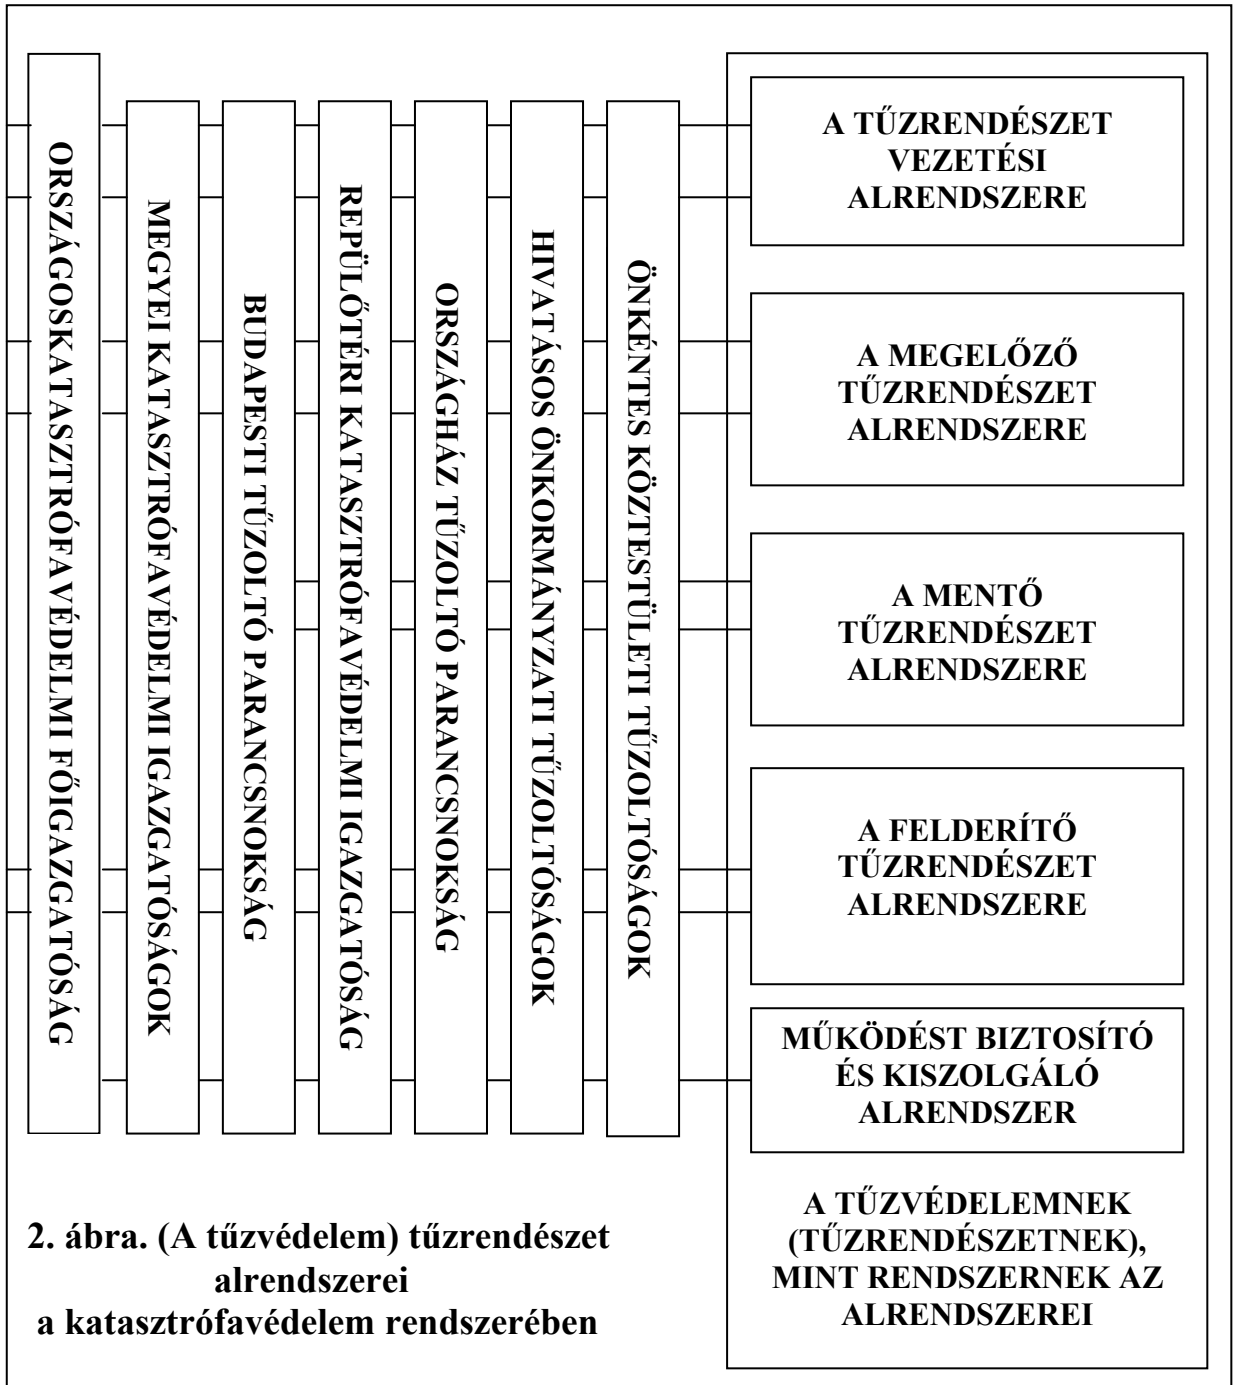 ORSZÁGOSKATASZTRÓFAVÉDELMI FŐIGAZGATÓSÁG
MEGYEI KATASZTRÓFAVÉDELMI IGAZGATÓSÁGOK
BUDAPESTI TŰZOLTÓ PARANCSNOKSÁG
REPÜLŐTÉRI KATASZTRÓFAVÉDELMI IGAZGATÓSÁG
ORSZÁGHÁZ TŰZOLTÓ PARANCSNOKSÁG
HIVATÁSOS ÖNKORMÁNYZATI TŰZOLTÓSÁGOK
ÖNKÉNTES KÖZTESTÜLETI TŰZOLTÓSÁGOK
A TŰZRENDÉSZET
VEZETÉSI
ALRENDSZERE
A MEGELŐZŐ
TŰZRENDÉSZET
ALRENDSZERE
A MENTŐ
TŰZRENDÉSZET
ALRENDSZERE
A FELDERÍTŐ
TŰZRENDÉSZET
ALRENDSZERE
MŰKÖDÉST BIZTOSÍTÓ
ÉS KISZOLGÁLÓ
ALRENDSZER
A TŰZVÉDELEMNEK
(TŰZRENDÉSZETNEK),
MINT RENDSZERNEK AZ
ALRENDSZEREI
2. ábra. (A tűzvédelem) tűzrendészet
alrendszerei
a katasztrófavédelem rendszerében